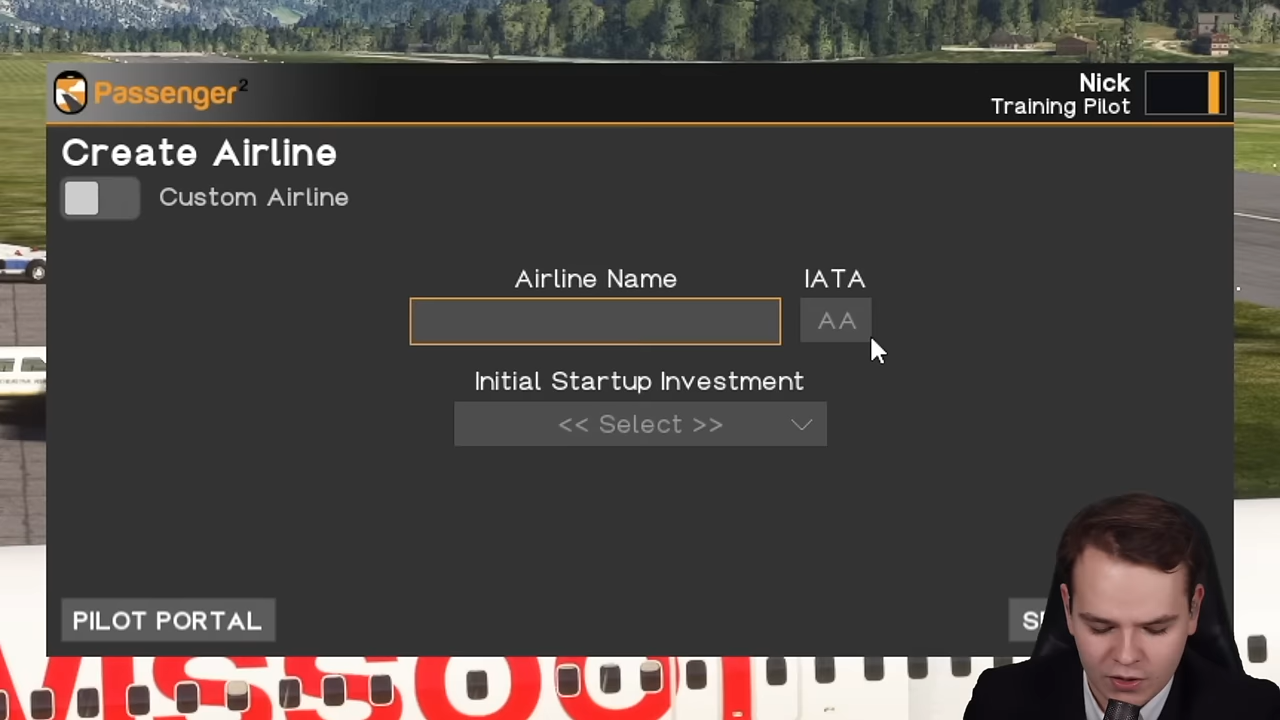 Passenger²
Nick
Training Pilot
Create Airline
Custom Airline
Airline Name
IATA
AA
Initial Startup Investment
<< Select >>
PILOT PORTAL